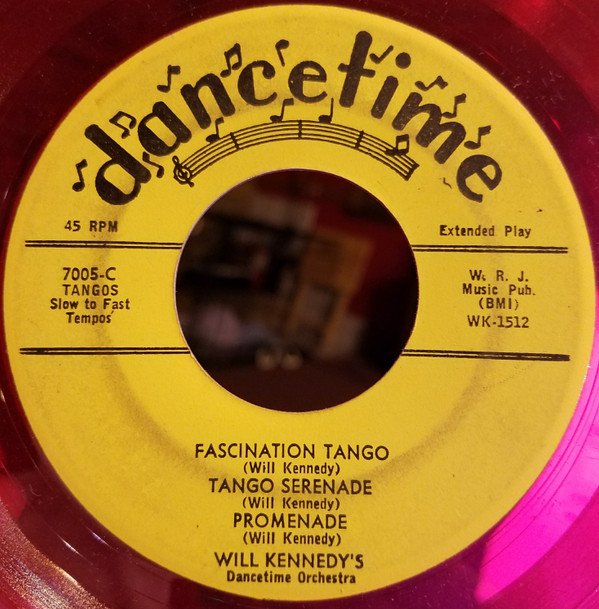 dancetime
45 RPM
Extended Play
7005-C
TANGOS
Slow to Fast
Tempos
W. R. J.
Music Pub.
(BMI)
WK-1512
FASCINATION TANGO
(Will Kennedy)
TANGO SERENADE
(Will Kennedy)
PROMENADE
(Will Kennedy)
WILL KENNEDY'S
Dancetime Orchestra